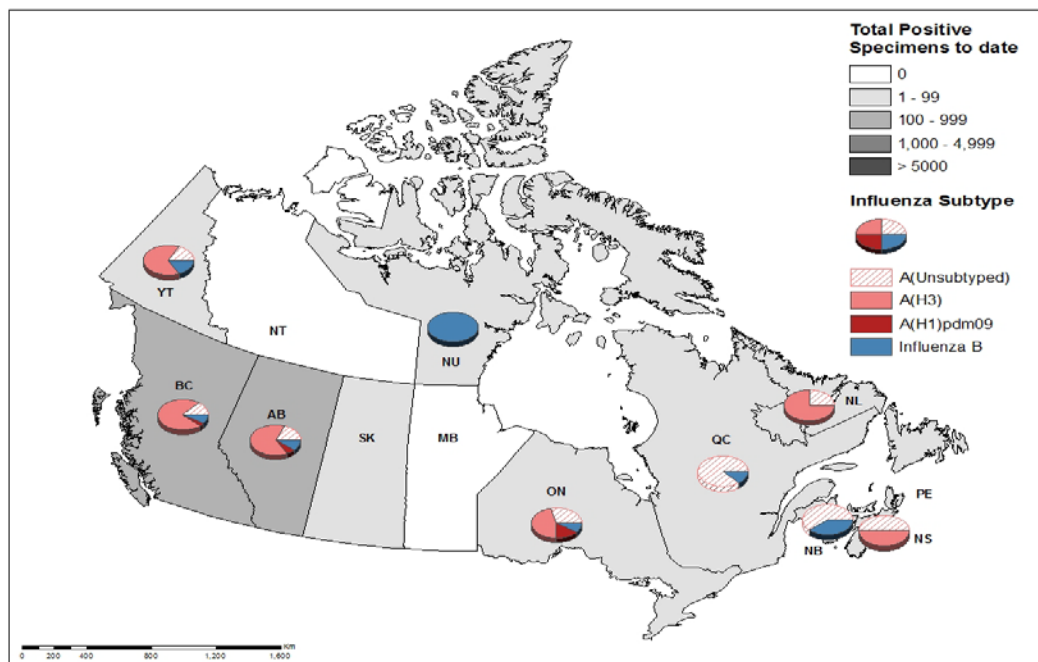 Total Positive
Specimens to date
0
1 - 99
100 - 999
1,000 - 4,999
> 5000
Influenza Subtype
A(Unsubtyped)
A(H3)
A(H1)pdm09
Influenza B
YT
NT
NU
BC
AB
SK
MB
ON
QC
NL
PE
NB
NS
Km
0 200 400 800 1,200 1,600